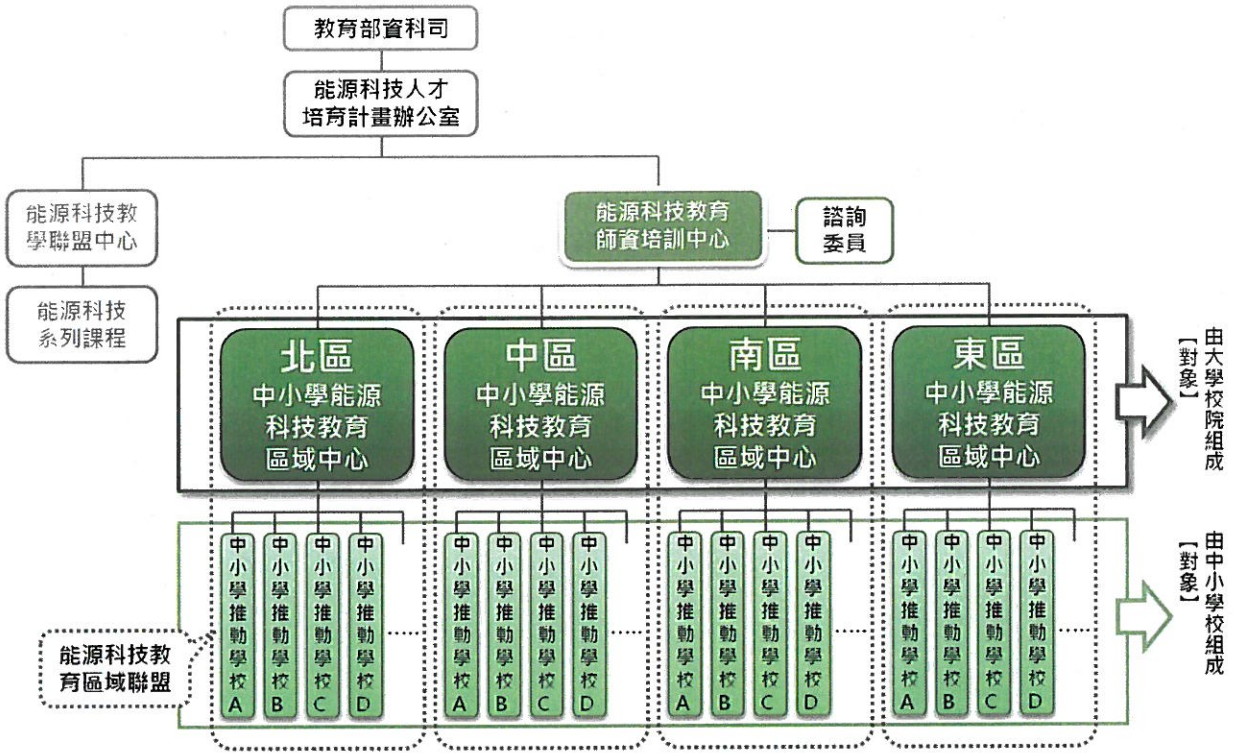 教育部資科司
能源科技人才
培育計畫辦公室
能源科技教
學聯盟中心
能源科技
系列課程
能源科技教育
師資培訓中心
諮詢
委員
北區
中小學能源
科技教育
區域中心
中區
中小學能源
科技教育
區域中心
南區
中小學能源
科技教育
區域中心
東區
中小學能源
科技教育
區域中心
由大學校院組成
【對象】
中小學推動學校A
中小學推動學校B
中小學推動學校C
中小學推動學校D
中小學推動學校A
中小學推動學校B
中小學推動學校C
中小學推動學校D
中小學推動學校A
中小學推動學校B
中小學推動學校C
中小學推動學校D
中小學推動學校A
中小學推動學校B
中小學推動學校C
中小學推動學校D
由中小學校組成
【對象】
能源科技教
育區域聯盟